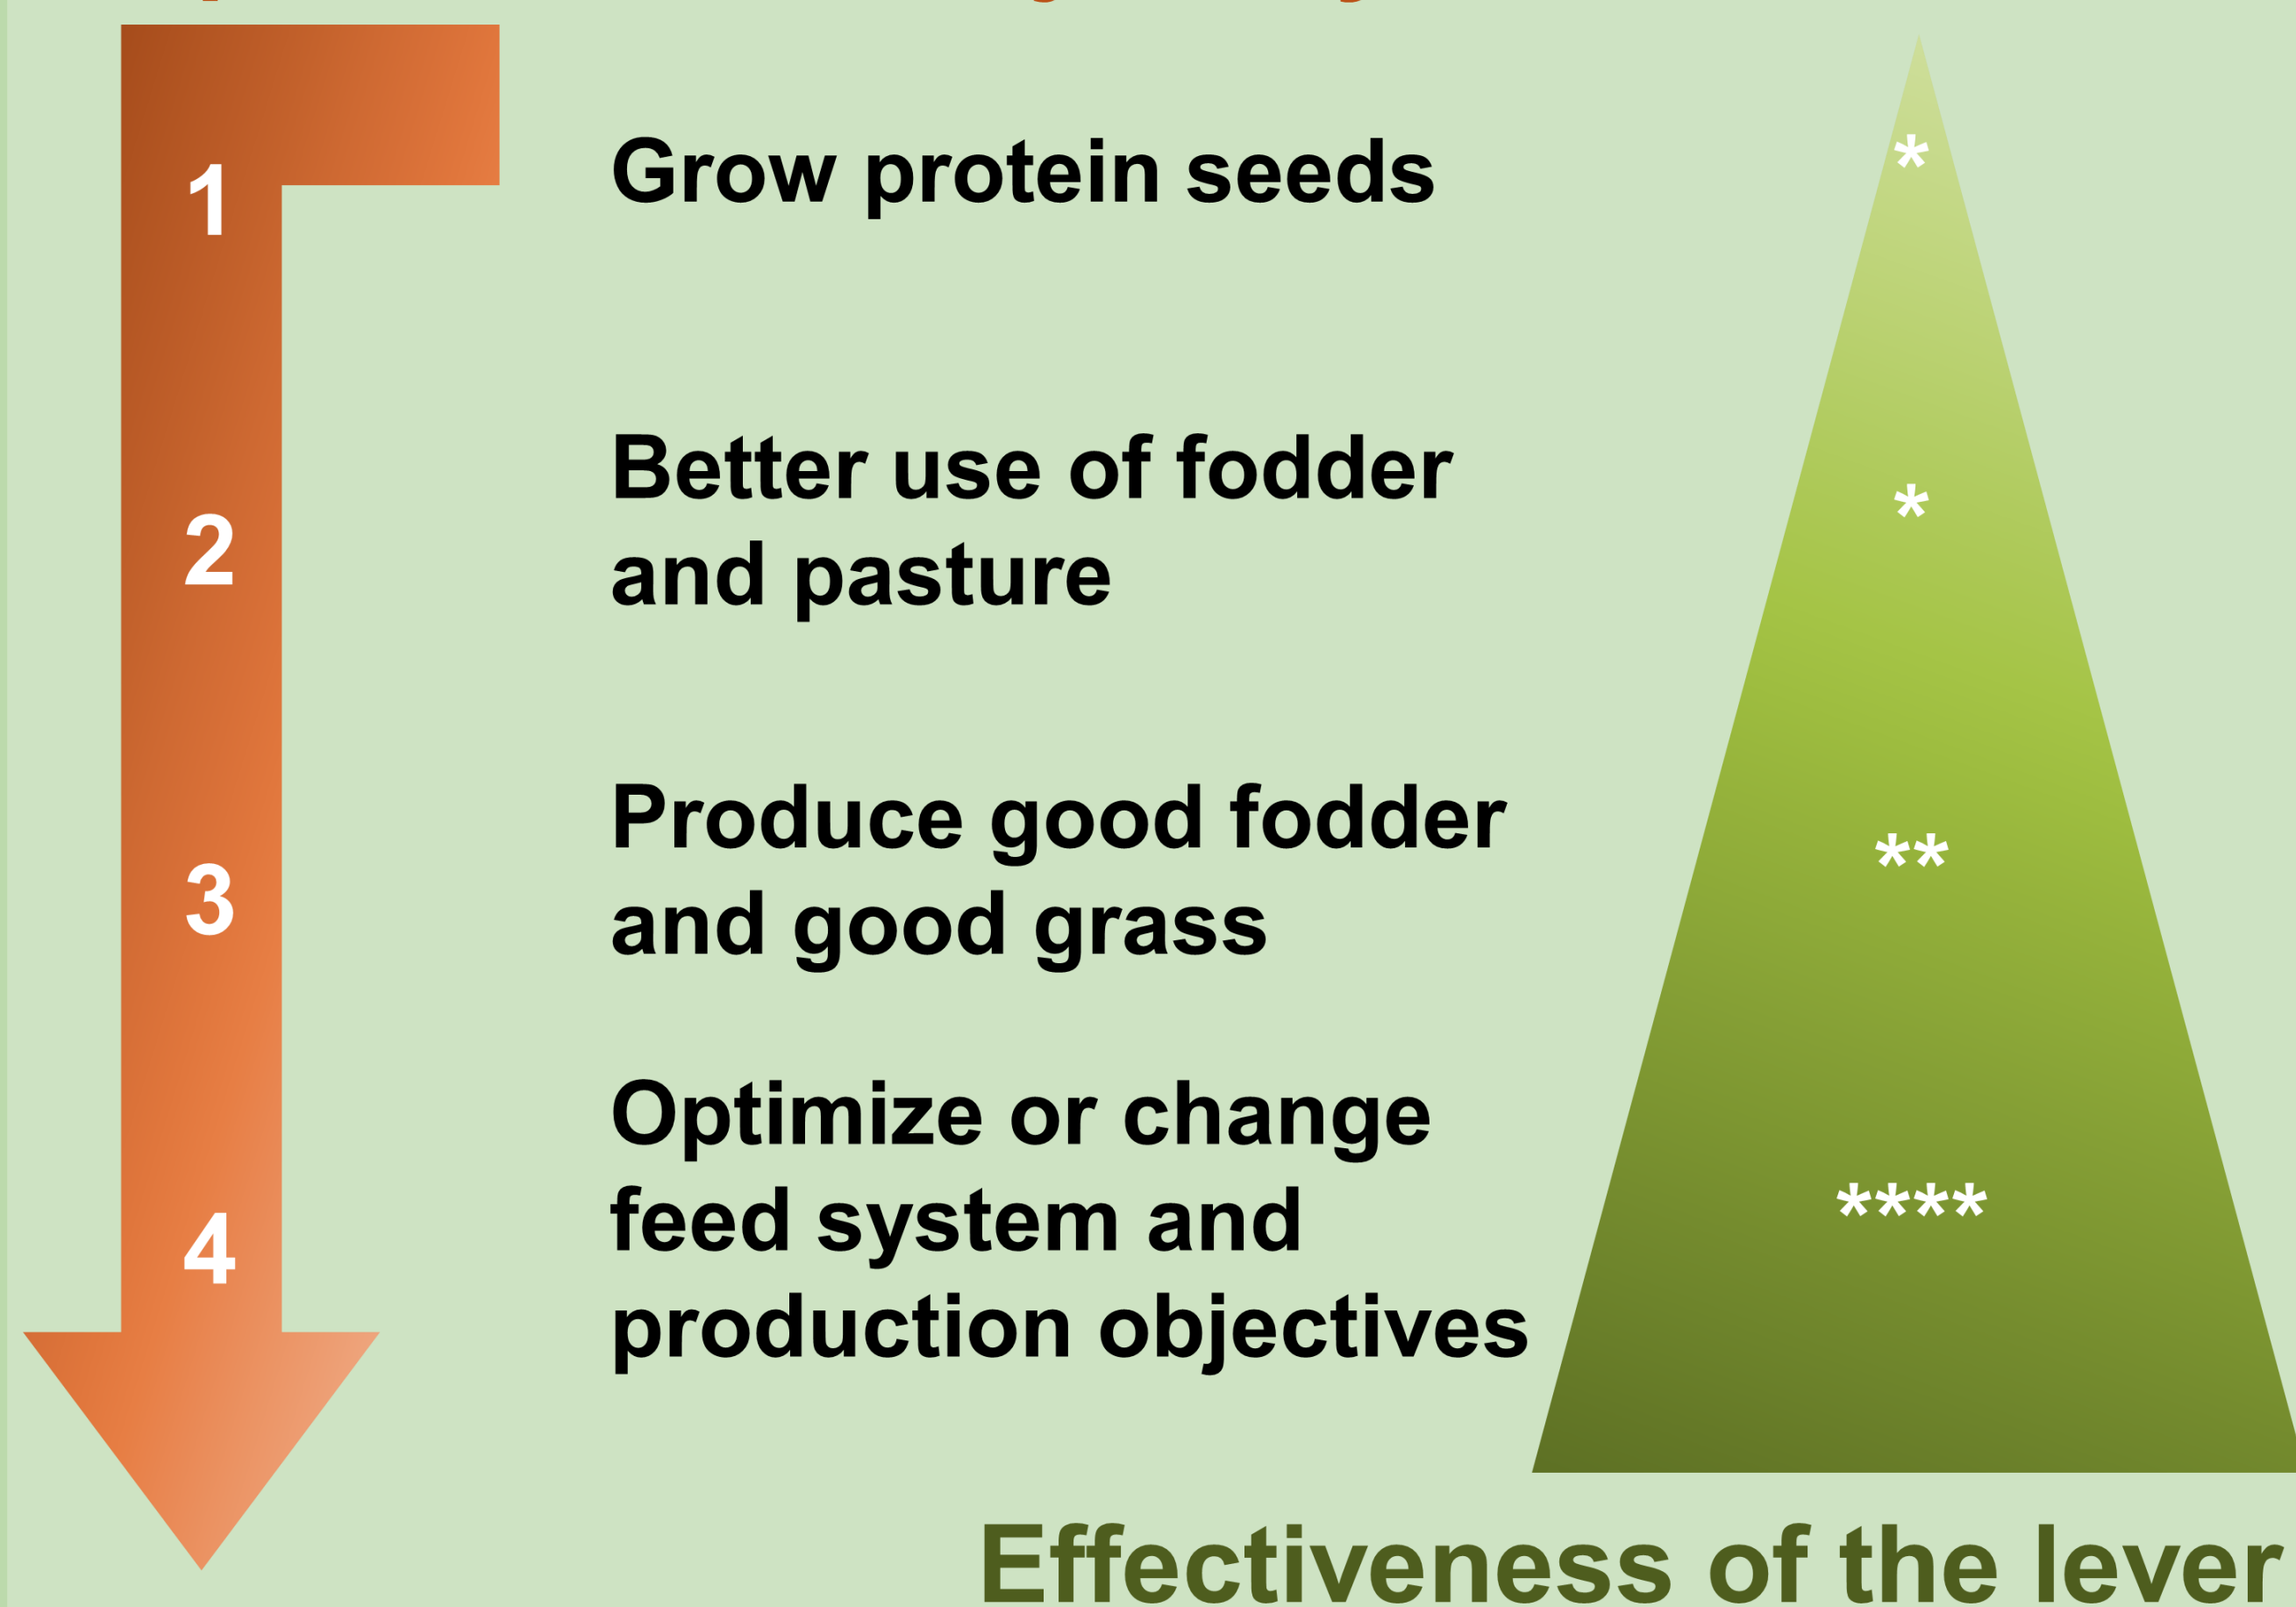 1
Grow protein seeds
*
2
Better use of fodder
and pasture
*
3
Produce good fodder
and good grass
**
4
Optimize or change
feed system and
production objectives
****
Effectiveness of the lever